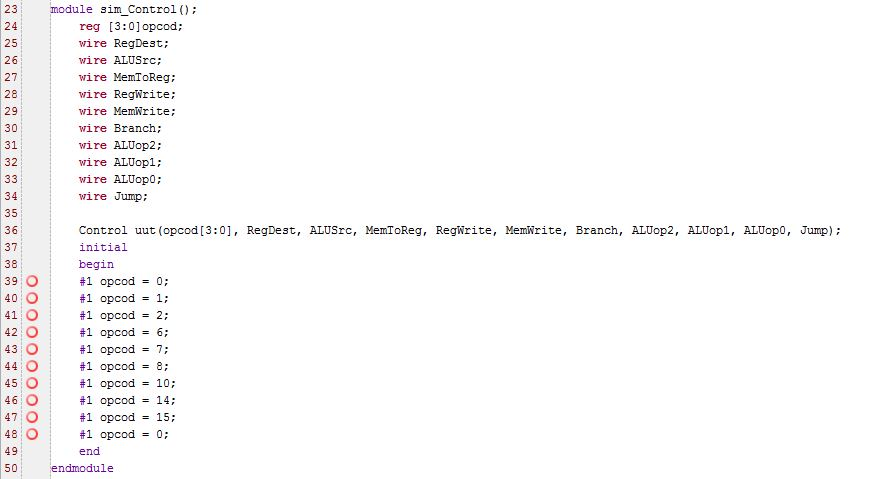 23 module sim_Control();
24 reg [3:0]opcod;
25 wire RegDest;
26 wire ALUSrc;
27 wire MemToReg;
28 wire RegWrite;
29 wire MemWrite;
30 wire Branch;
31 wire ALUop2;
32 wire ALUop1;
33 wire ALUop0;
34 wire Jump;
35
36 Control uut(opcod[3:0], RegDest, ALUSrc, MemToReg, RegWrite, MemWrite, Branch, ALUop2, ALUop1, ALUop0, Jump);
37 initial
38 begin
39 #1 opcod = 0;
40 #1 opcod = 1;
41 #1 opcod = 2;
42 #1 opcod = 6;
43 #1 opcod = 7;
44 #1 opcod = 8;
45 #1 opcod = 10;
46 #1 opcod = 14;
47 #1 opcod = 15;
48 #1 opcod = 0;
49 end
50 endmodule